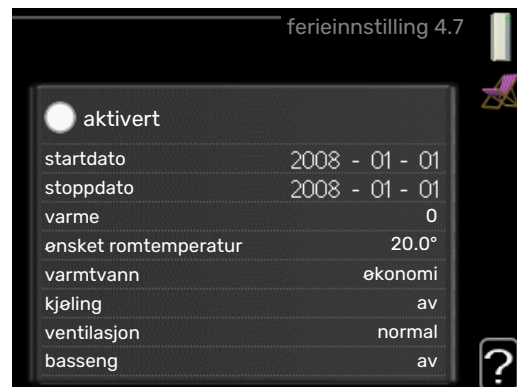 ferieinnstilling 4.7
aktivert
startdato 2008 - 01 - 01
stoppdato 2008 - 01 - 01
varme 0
ønsket romtemperatur 20.0°
varmtvann økonomi
kjøling av
ventilasjon normal
basseng av
?